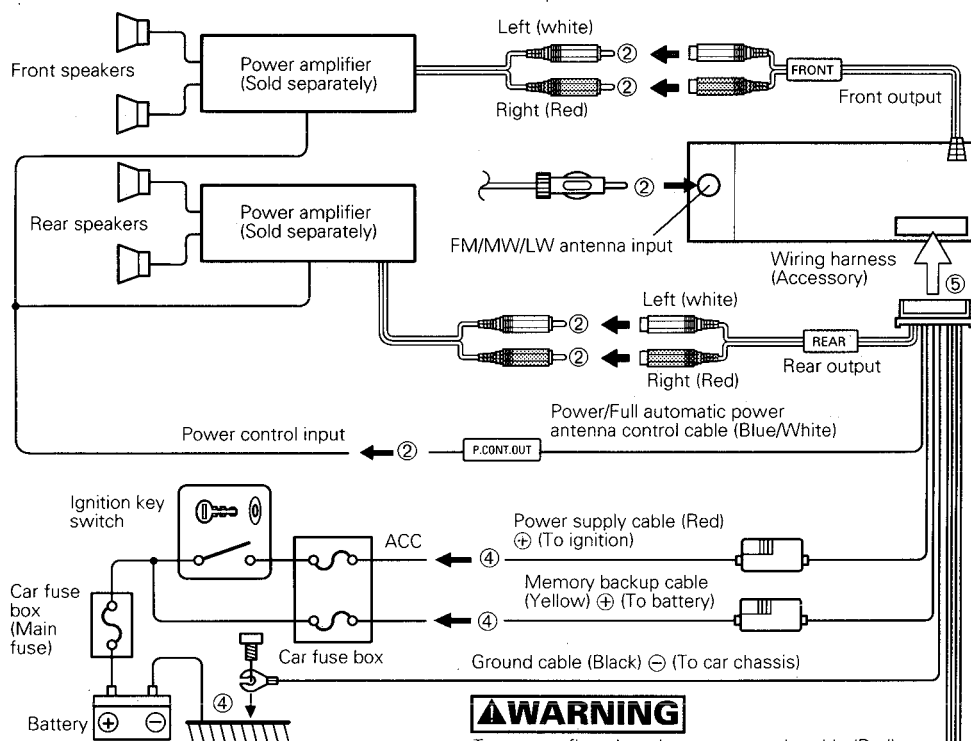 Left (white)
Front speakers
Power amplifier
(Sold separately)
②
FRONT
②
Right (Red)
Front output
②
Rear speakers
Power amplifier
(Sold separately)
FM/MW/LW antenna input
Wiring harness
(Accessory)
⑤
Left (white)
②
②
REAR
Right (Red)
Rear output
Power/Full automatic power
antenna control cable (Blue/White)
Power control input
②
P.CONT.OUT
Ignition key
switch
ACC
④
Power supply cable (Red)
⊕ (To ignition)
Car fuse
box
(Main
fuse)
Memory backup cable
(Yellow) ⊕ (To battery)
④
Car fuse box
Ground cable (Black) ⊖ (To car chassis)
④
Battery
⊕ ⊖
WARNING